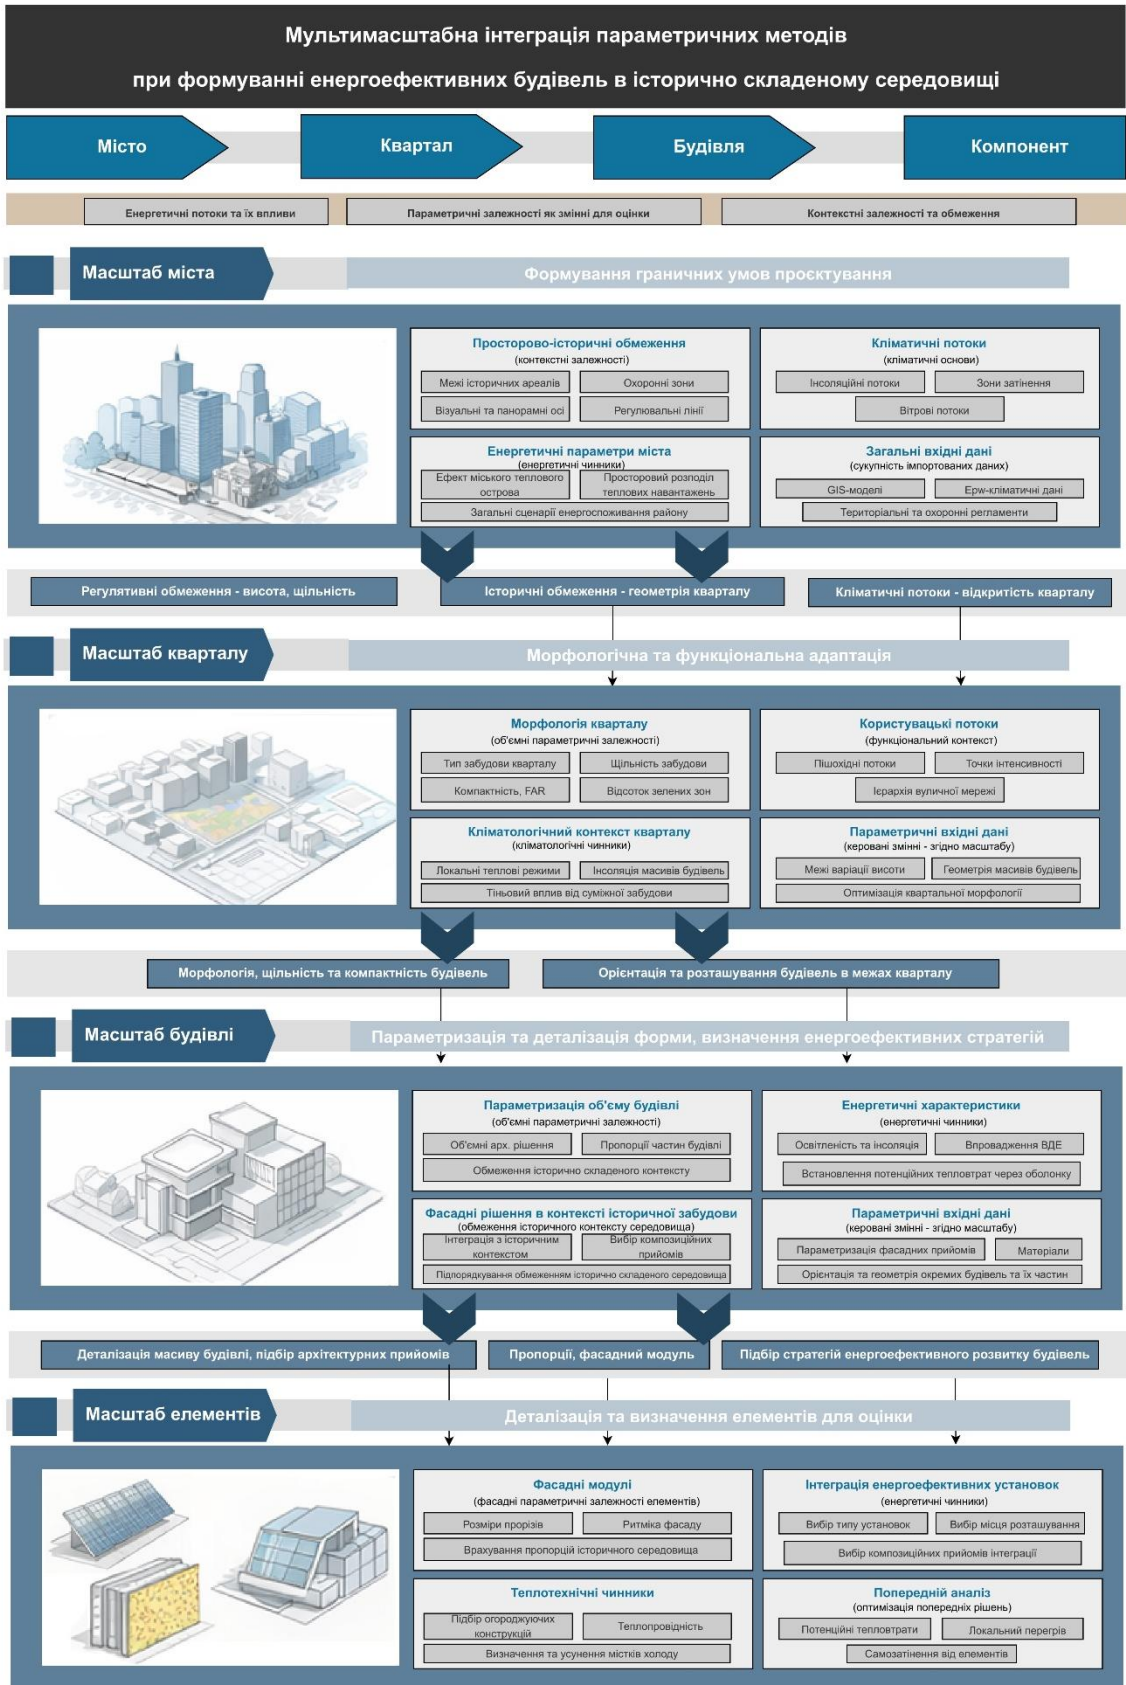 Мультимасштабна інтеграція параметричних методів
при формуванні енергоефективних будівель в історично складеному середовищі
Місто
Квартал
Будівля
Компонент
Енергетичні потоки та їх впливи
Параметричні залежності як змінні для оцінки
Контекстні залежності та обмеження
Масштаб міста
Формування граничних умов проєктування
Просторово-історичні обмеження
(контекстні залежності)
Межі історичних ареалів
Охоронні зони
Візуальні та панорамні осі
Регулювальні лінії
Кліматичні потоки
(кліматичні основи)
Інсоляційні потоки
Зони затінення
Вітрові потоки
Енергетичні параметри міста
(енергетичні чинники)
Ефект міського теплового
острова
Просторовий розподіл
теплових навантажень
Загальні сценарії енергоспоживання району
Загальні вхідні дані
(сукупність імпортованих даних)
GIS-моделі
Epw-кліматичні дані
Територіальні та охоронні регламенти
Регулятивні обмеження - висота, щільність
Історичні обмеження - геометрія кварталу
Кліматичні потоки - відкритість кварталу
Масштаб кварталу
Морфологічна та функціональна адаптація
Морфологія кварталу
(об'ємні параметричні залежності)
Тип забудови кварталу
Щільність забудови
Компактність, FAR
Відсоток зелених зон
Користувацькі потоки
(функціональний контекст)
Пішохідні потоки
Точки інтенсивності
Ієрархія вуличної мережі
Кліматологічний контекст кварталу
(кліматологічні чинники)
Локальні теплові режими
Інсоляція масивів будівель
Тіньовий вплив від суміжної забудови
Параметричні вхідні дані
(керовані змінні - згідно масштабу)
Межі варіації висоти
Геометрія масивів будівель
Оптимізація квартальної морфології
Морфологія, щільність та компактність будівель
Орієнтація та розташування будівель в межах кварталу
Масштаб будівлі
Параметризація та деталізація форми, визначення енергоефективних стратегій
Параметризація об'єму будівлі
(об'ємні параметричні залежності)
Об'ємні арх. рішення
Пропорції частин будівлі
Обмеження історично складеного контексту
Енергетичні характеристики
(енергетичні чинники)
Освітленість та інсоляція
Впровадження ВДЕ
Встановлення потенційних тепловтрат через оболонку
Фасадні рішення в контексті історичної забудови
(обмеження історичного контексту середовища)
Інтеграція з історичним
контекстом
Вибір композиційних
прийомів
Підпорядкування обмеженням історично складеного середовища
Параметричні вхідні дані
(керовані змінні - згідно масштабу)
Параметризація фасадних прийомів
Матеріали
Орієнтація та геометрія окремих будівель та їх частин
Деталізація масиву будівлі, підбір архітектурних прийомів
Пропорції, фасадний модуль
Підбір стратегій енергоефективного розвитку будівель
Масштаб елементів
Деталізація та визначення елементів для оцінки
Фасадні модулі
(фасадні параметричні залежності елементів)
Розміри прорізів
Ритміка фасаду
Врахування пропорцій історичного середовища
Інтеграція енергоефективних установок
(енергетичні чинники)
Вибір типу установок
Вибір місця розташування
Вибір композиційних прийомів інтеграції
Теплотехнічні чинники
Підбір огороджуючих
конструкцій
Теплопровідність
Визначення та усунення містків холоду
Попередній аналіз
(оптимізація попередніх рішень)
Потенційні тепловтрати
Локальний перегрів
Самозатінення від елементів